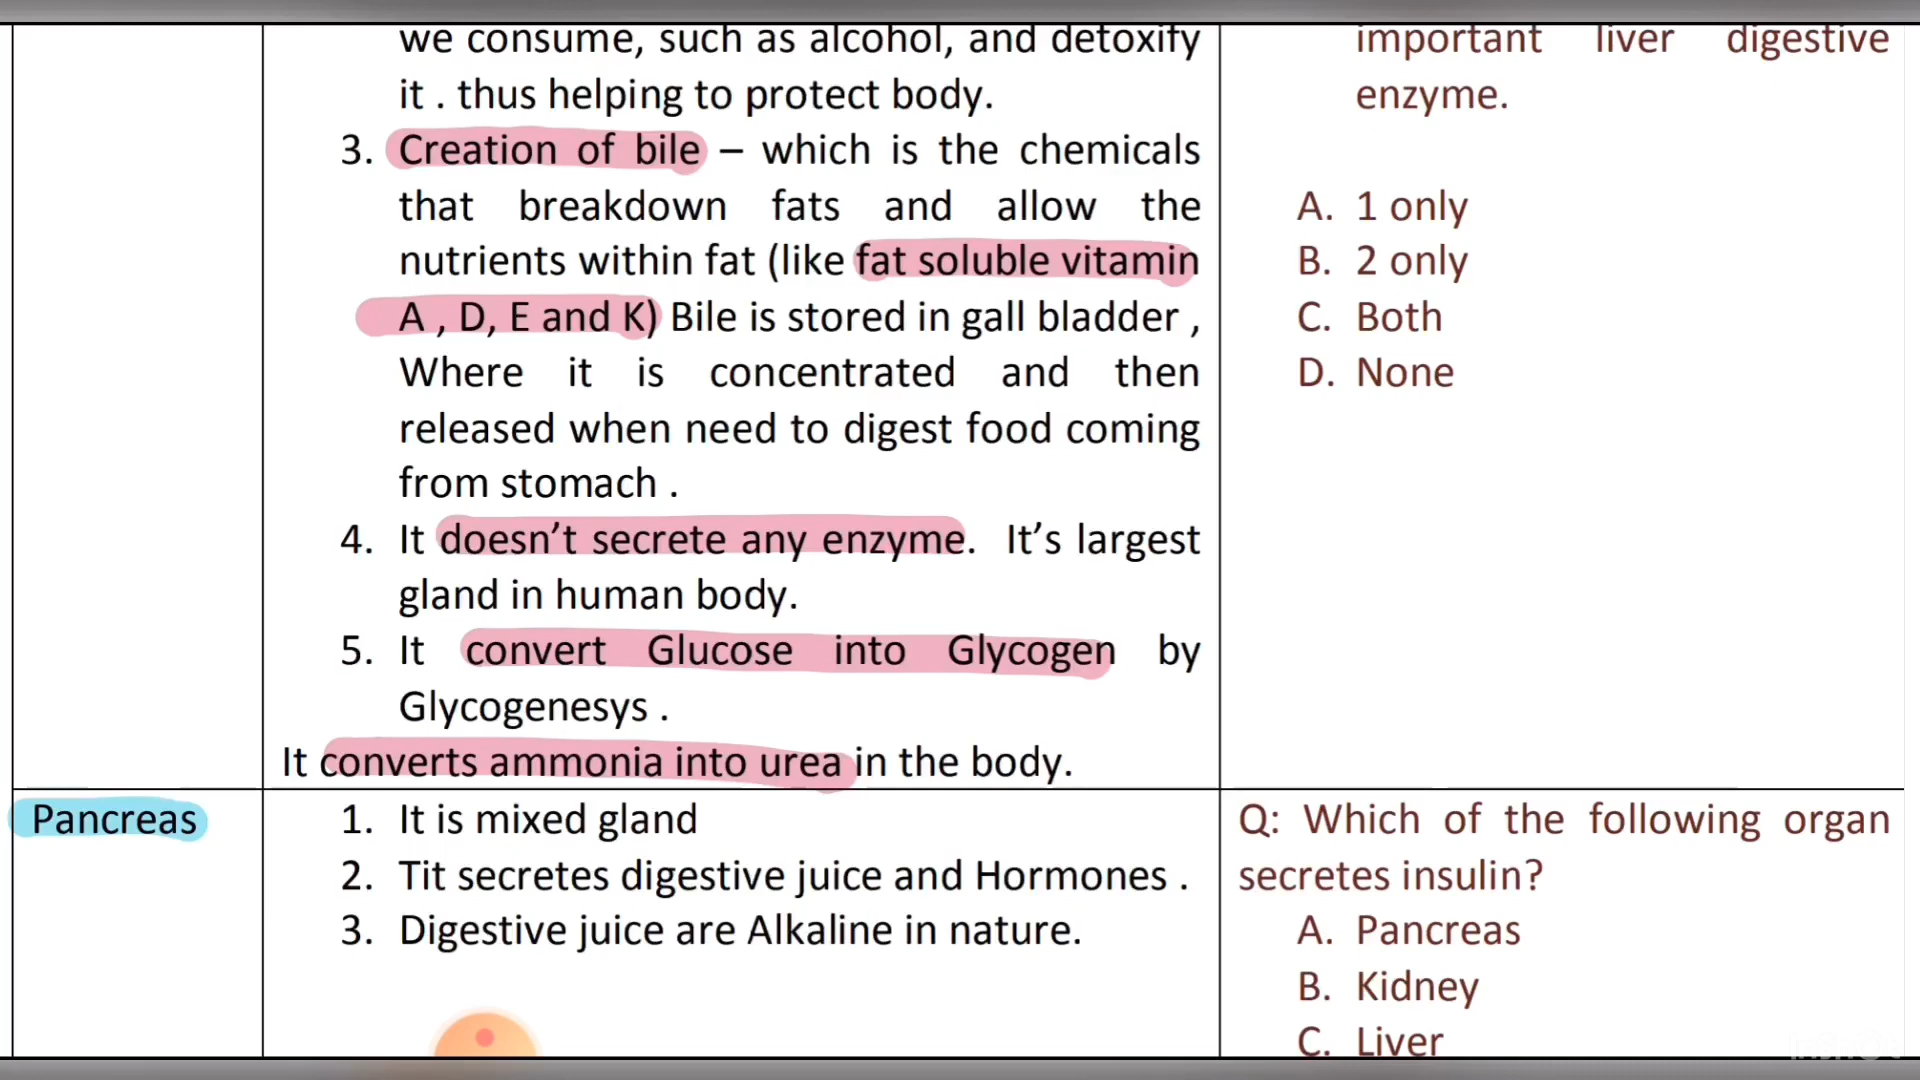 we consume, such as alcohol, and detoxify
it . thus helping to protect body.
3. Creation of bile – which is the chemicals
that breakdown fats and allow the
nutrients within fat (like fat soluble vitamin
A , D, E and K) Bile is stored in gall bladder ,
Where it is concentrated and then
released when need to digest food coming
from stomach .
4. It doesn’t secrete any enzyme. It’s largest
gland in human body.
5. It convert Glucose into Glycogen by
Glycogenesys .
It converts ammonia into urea in the body.
important liver digestive
enzyme.
A. 1 only
B. 2 only
C. Both
D. None
Pancreas
1. It is mixed gland
2. Tit secretes digestive juice and Hormones .
3. Digestive juice are Alkaline in nature.
Q: Which of the following organ
secretes insulin?
A. Pancreas
B. Kidney
C. Liver